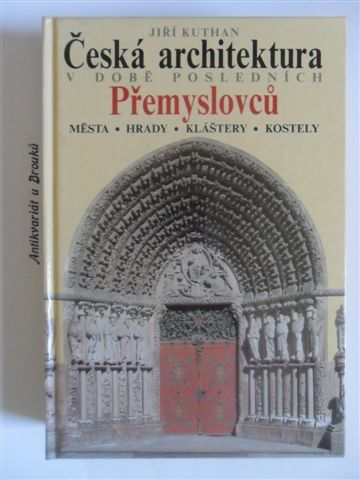 JIŘÍ KUTHAN
Česká architektura
V DOBĚ POSLEDNÍCH
Přemyslovců
MĚSTA • HRADY • KLÁŠTERY • KOSTELY
Antikvariát u Brouků